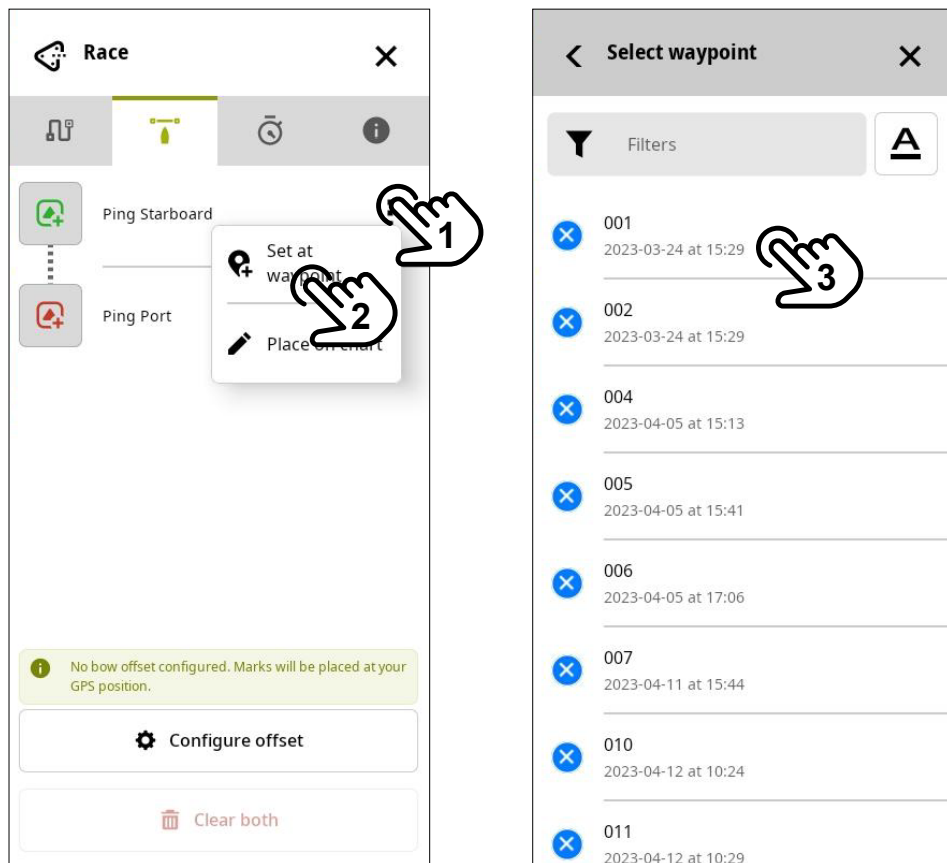 Race
Ping Starboard
1
Set at
waypoint
2
Ping Port
Place on chart
No bow offset configured. Marks will be placed at your
GPS position.
Configure offset
Clear both
Select waypoint
Filters
A
001
2023-03-24 at 15:29
3
002
2023-03-24 at 15:29
004
2023-04-05 at 15:13
005
2023-04-05 at 15:41
006
2023-04-05 at 17:06
007
2023-04-11 at 15:44
010
2023-04-12 at 10:24
011
2023-04-12 at 10:29